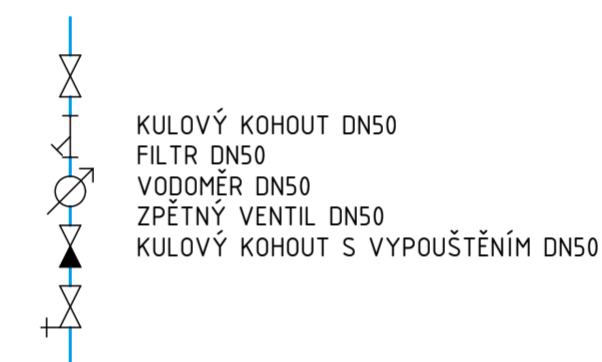 KULOVÝ KOHOUT DN50
FILTR DN50
VODOMĚR DN50
ZPĚTNÝ VENTIL DN50
KULOVÝ KOHOUT S VYPOUŠTĚNÍM DN50